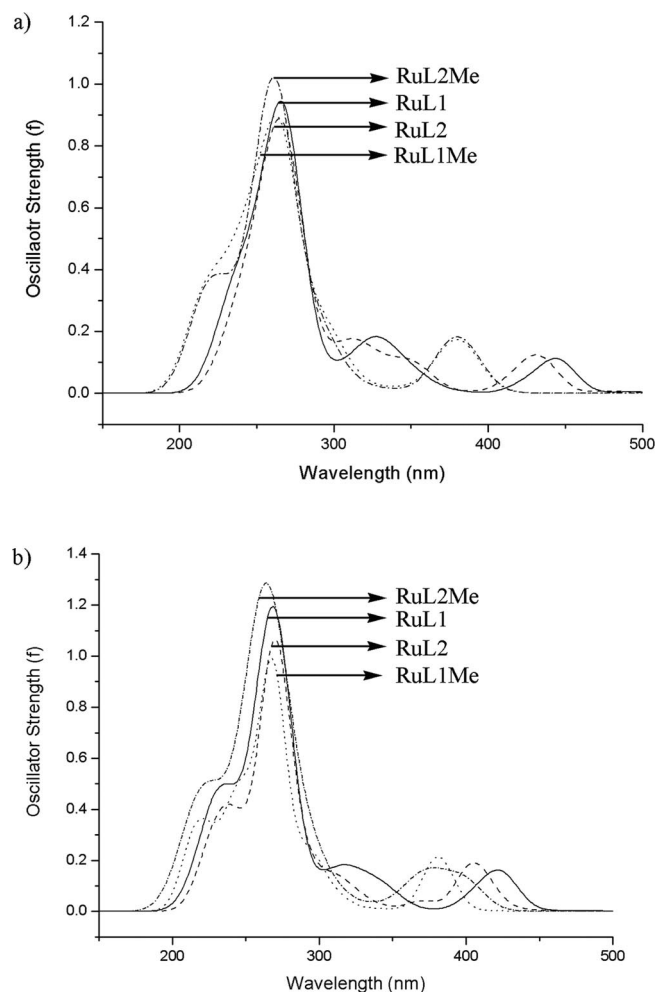 a)
1.2
1.0
0.8
0.6
0.4
0.2
0.0
Oscillaotr Strength (f)
RuL2Me
RuL1
RuL2
RuL1Me
200
300
400
500
Wavelength (nm)
b)
1.4
1.2
1.0
0.8
0.6
0.4
0.2
0.0
Oscillator Strength (f)
RuL2Me
RuL1
RuL2
RuL1Me
200
300
400
500
Wavelength (nm)